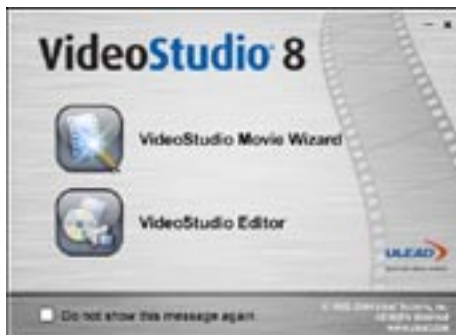 VideoStudio 8
VideoStudio Movie Wizard
VideoStudio Editor
ULEAD
Do not show this message again